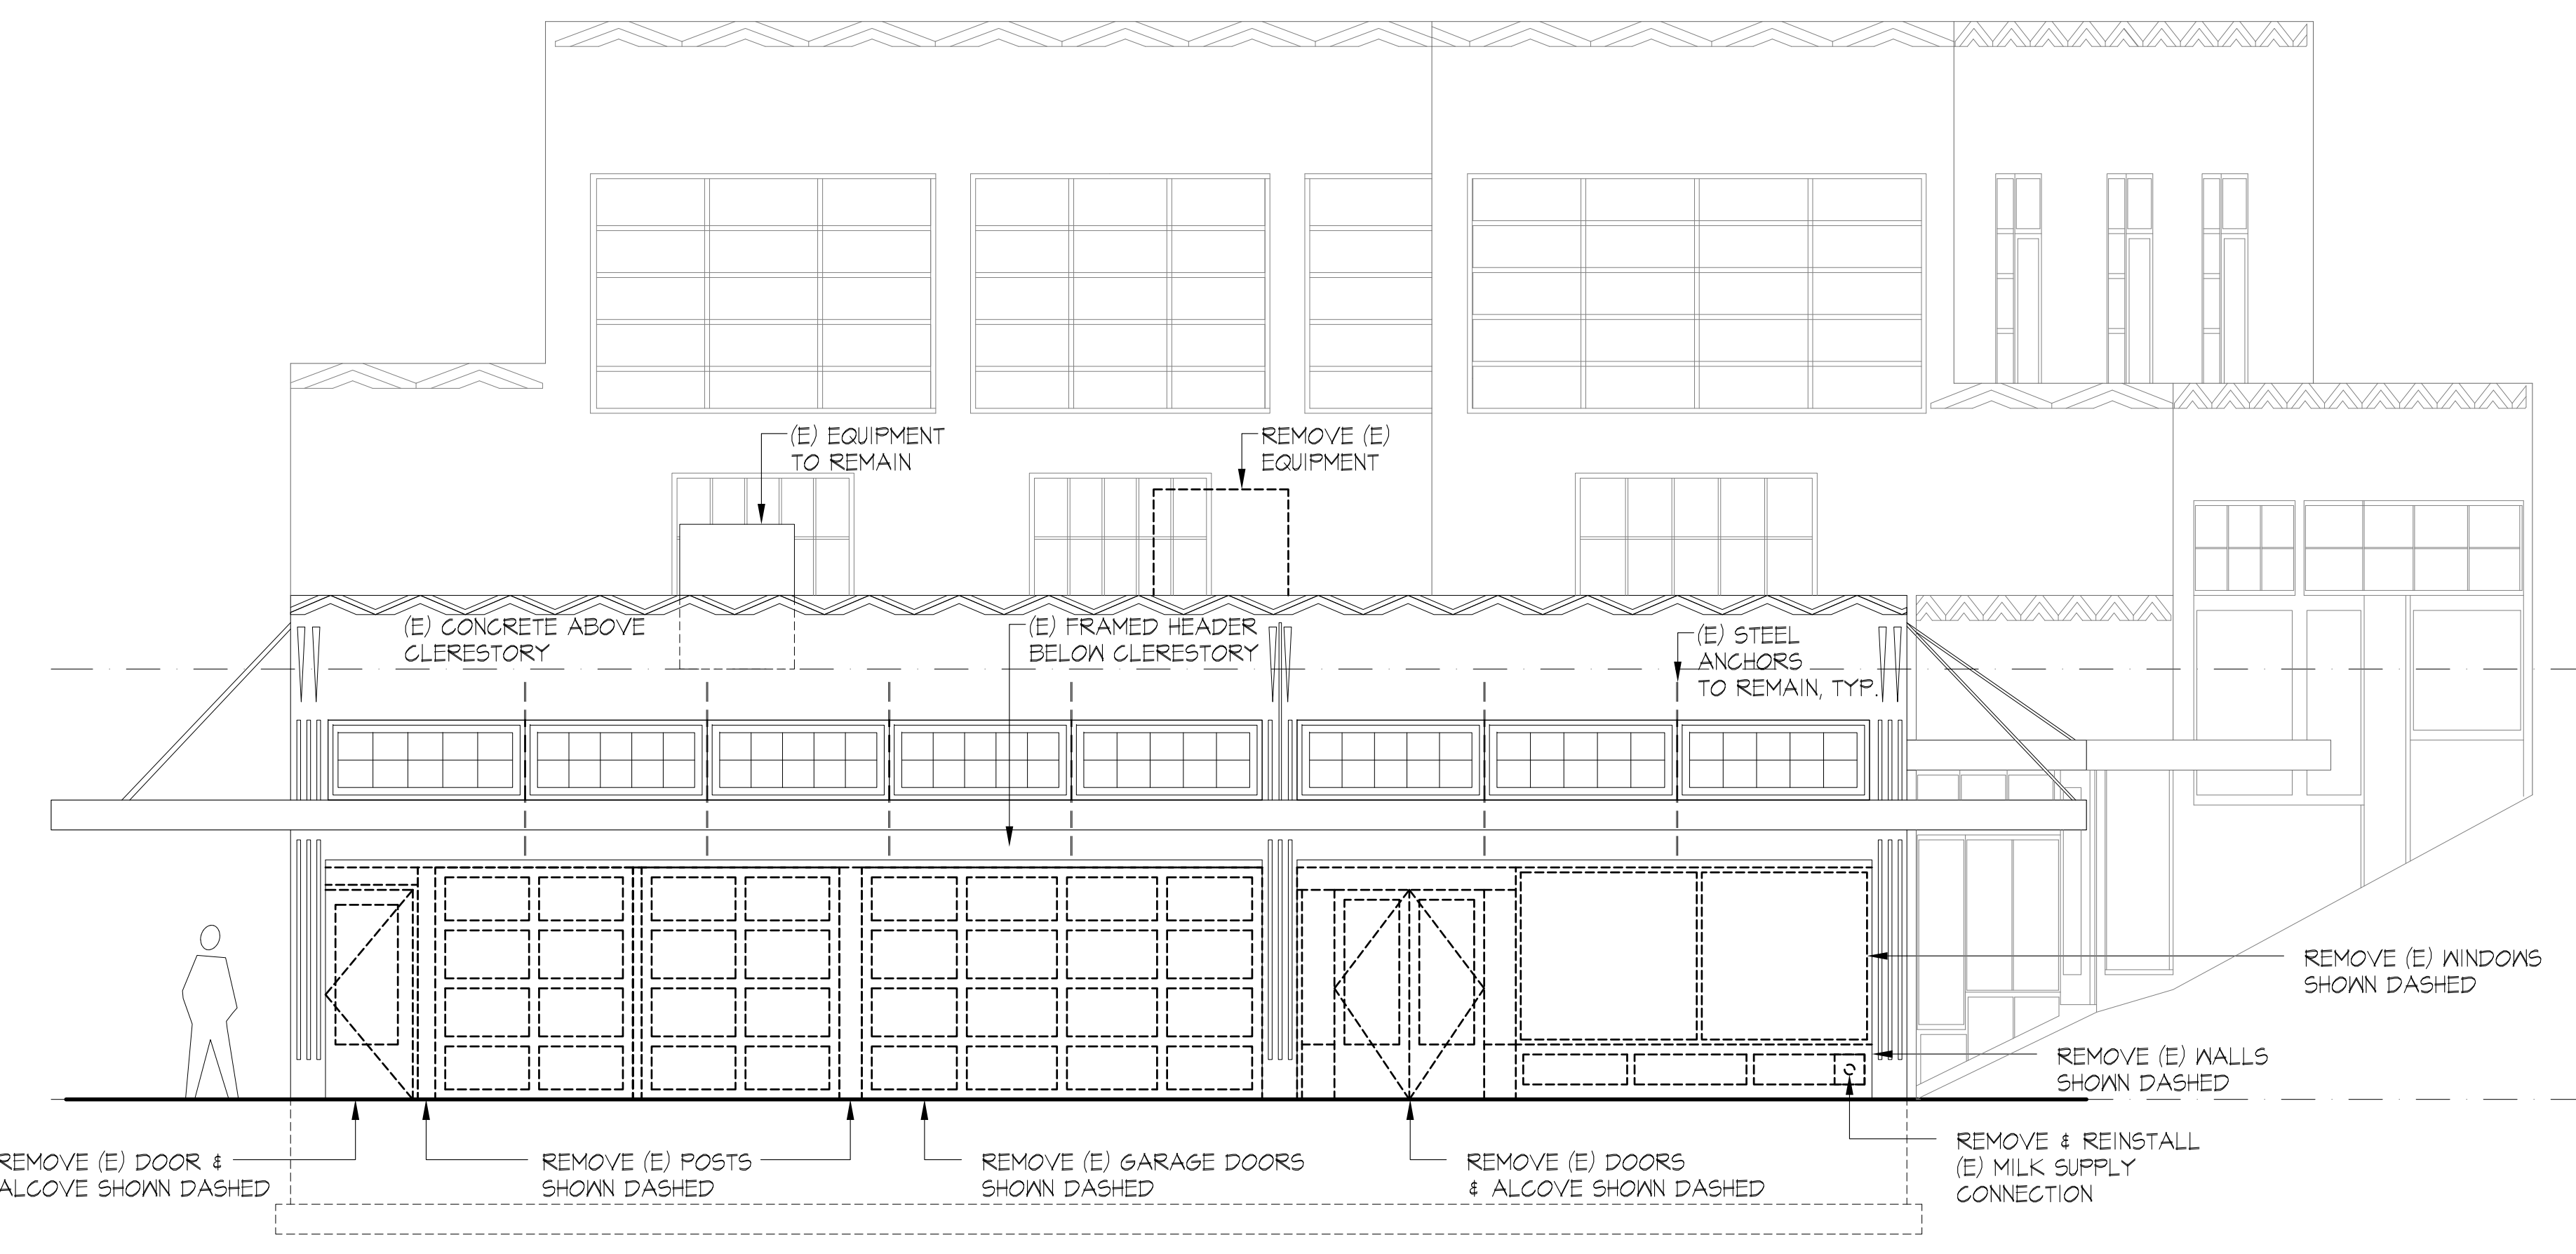 (E) EQUIPMENT
TO REMAIN
REMOVE (E)
EQUIPMENT
(E) CONCRETE ABOVE
CLERESTORY
(E) FRAMED HEADER
BELOW CLERESTORY
(E) STEEL
ANCHORS
TO REMAIN, TYP.
REMOVE (E) WINDOWS
SHOWN DASHED
REMOVE (E) WALLS
SHOWN DASHED
REMOVE (E) DOOR &
ALCOVE SHOWN DASHED
REMOVE (E) POSTS
SHOWN DASHED
REMOVE (E) GARAGE DOORS
SHOWN DASHED
REMOVE (E) DOORS
& ALCOVE SHOWN DASHED
REMOVE & REINSTALL
(E) MILK SUPPLY
CONNECTION